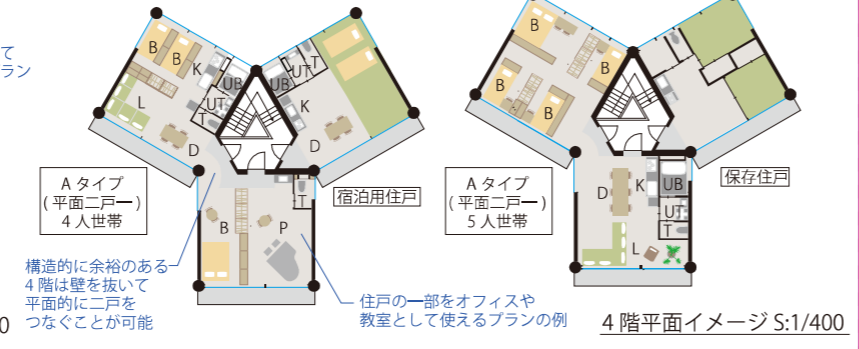 て
ラン
B
B
K
UB
UT
T
L
D
UB
UT
T
K
D
B
B
B
B
Aタイプ
(平面二戸一)
4人世帯
宿泊用住戸
T
B
P
Aタイプ
(平面二戸一)
5人世帯
保存住戸
D
K
UB
UT
T
L
構造的に余裕のある
4階は壁を抜いて
平面的に二戸を
つなぐことが可能
住戸の一部をオフィスや
教室として使えるプランの例
0
4階平面イメージ S:1/400